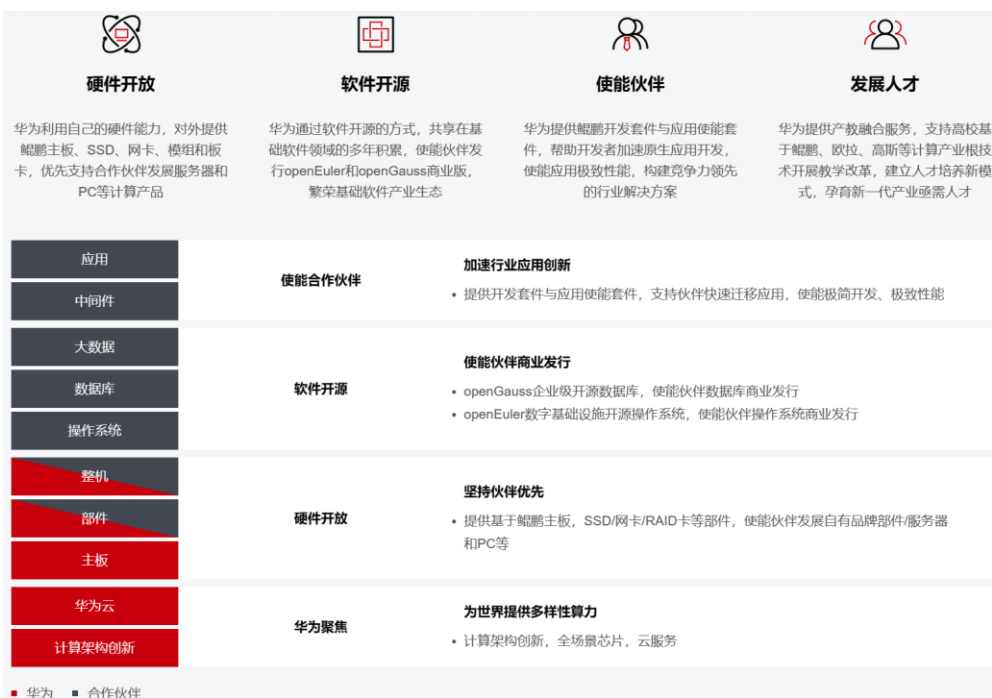 硬件开放
软件开源
使能伙伴
发展人才
华为利用自己的硬件能力，对外提供
鲲鹏主板、SSD、网卡、模组和板
卡，优先支持合作伙伴发展服务器和
PC等计算产品
华为通过软件开源的方式，共享在基
础软件领域的多年积累，使能伙伴发
行openEuler和openGauss商业版，
繁荣基础软件产业生态
华为提供鲲鹏开发套件与应用使能套
件，帮助开发者加速原生应用开发，
使能应用极致性能，构建竞争力领先
的行业解决方案
华为提供产教融合服务，支持高校基
于鲲鹏、欧拉、高斯等计算产业根技
术开展教学改革，建立人才培养新模
式，孕育新一代产业亟需人才
应用
中间件
使能合作伙伴
加速行业应用创新
• 提供开发套件与应用使能套件，支持伙伴快速迁移应用，使能极简开发、极致性能
大数据
数据库
操作系统
软件开源
使能伙伴商业发行
• openGauss企业级开源数据库，使能伙伴数据库商业发行
• openEuler数字基础设施开源操作系统，使能伙伴操作系统商业发行
整机
部件
主板
硬件开放
坚持伙伴优先
• 提供基于鲲鹏主板，SSD/网卡/RAID卡等部件，使能伙伴发展自有品牌部件/服务器
和PC等
华为云
计算架构创新
华为聚焦
为世界提供多样性算力
• 计算架构创新，全场景芯片，云服务
华为
合作伙伴